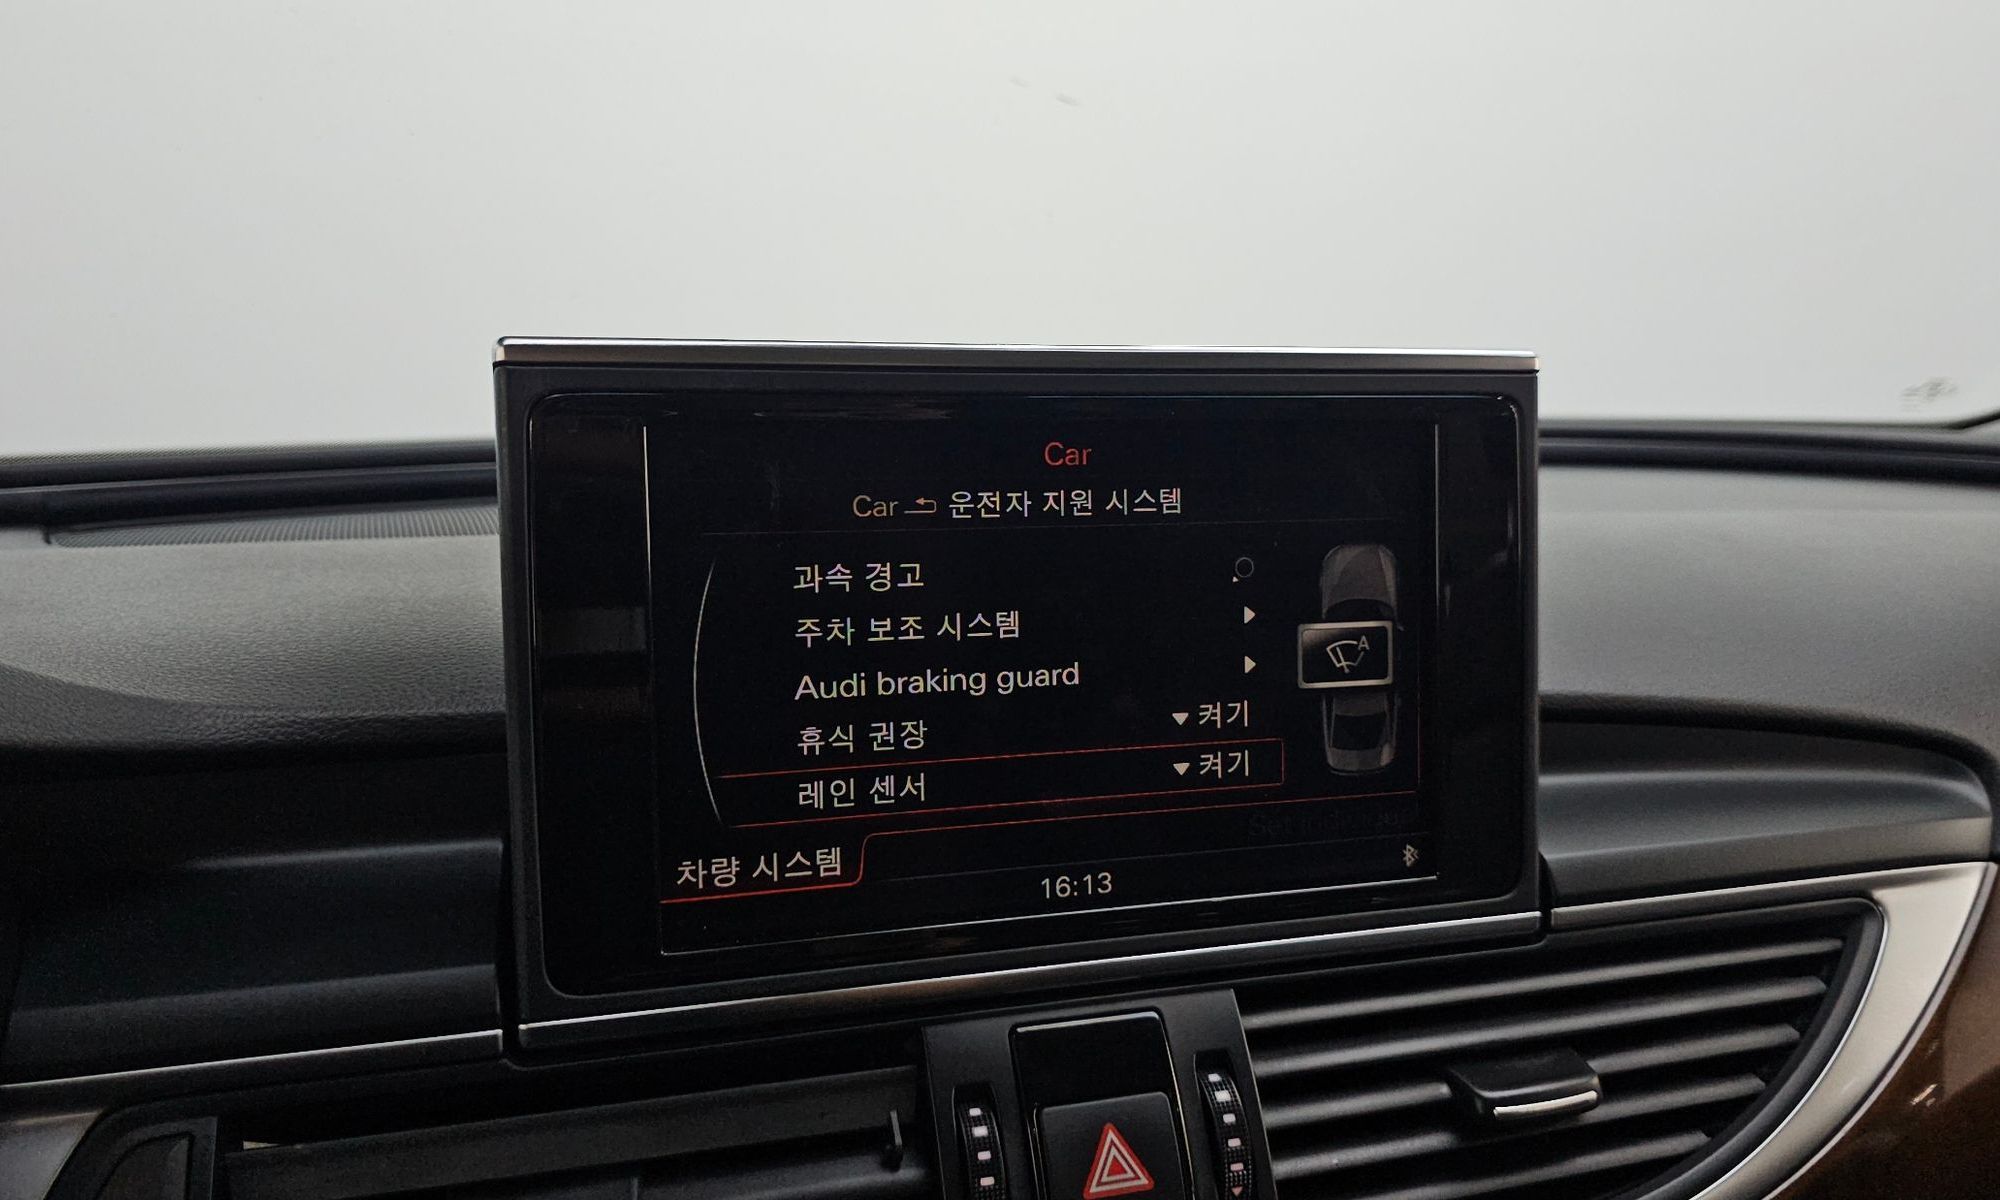 Car
Car 운전자 지원 시스템
과속 경고
주차 보조 시스템
Audi braking guard
휴식 권장 켜기
레인 센서 켜기
A
차량 시스템
16:13